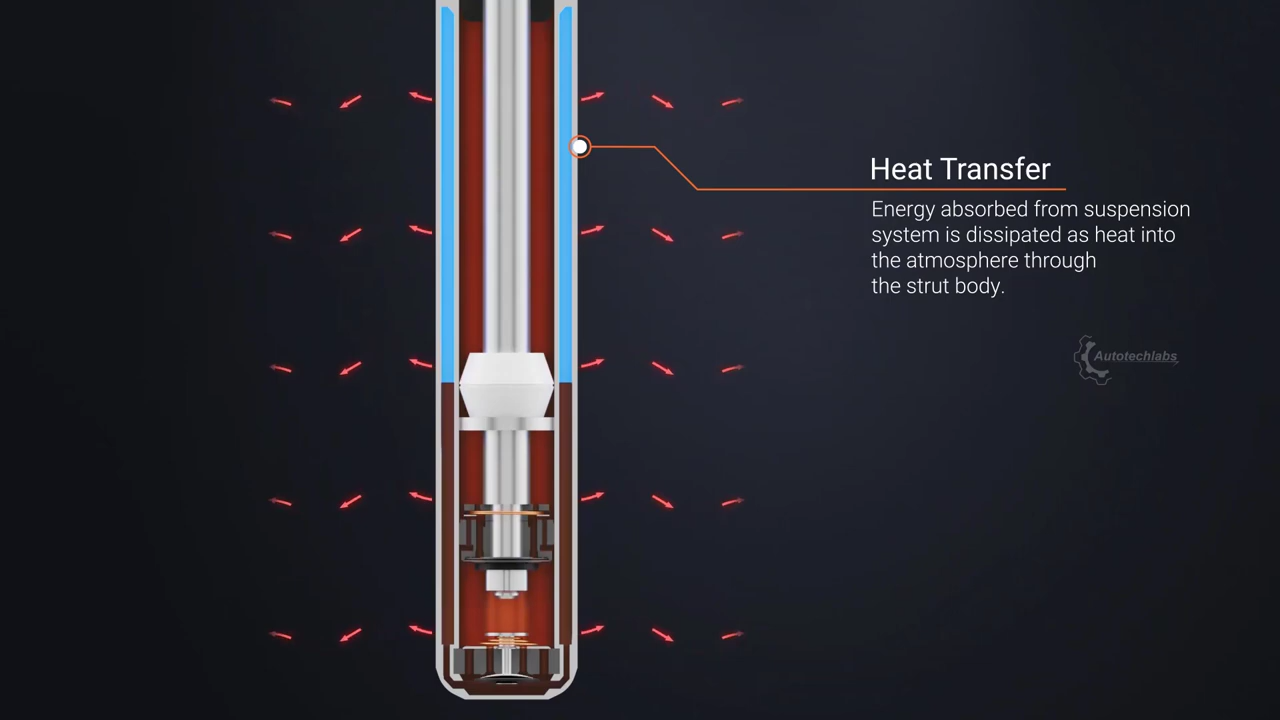 Heat Transfer
Energy absorbed from suspension
system is dissipated as heat into
the atmosphere through
the strut body.
Autotechlabs